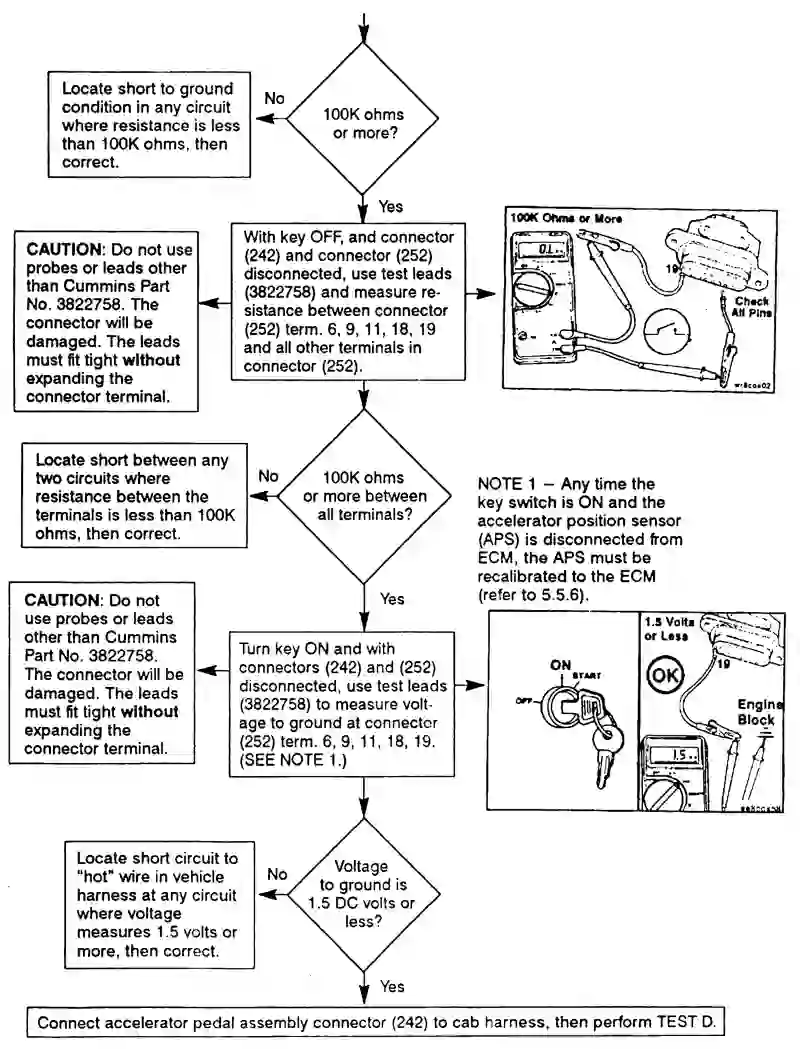 100K ohms
or more?
No
Locate short to ground
condition in any circuit
where resistance is less
than 100K ohms, then
correct.
Yes
CAUTION: Do not use
probes or leads other
than Cummins Part
No. 3822758. The
connector will be
damaged. The leads
must fit tight without
expanding the
connector terminal.
With key OFF, and connector
(242) and connector (252)
disconnected, use test leads
(3822758) and measure re-
sistance between connector
(252) term. 6, 9, 11, 18, 19
and all other terminals in
connector (252).
100K Ohms or More
0.L
19
Check
All Pins
Locate short between any
two circuits where
resistance between the
terminals is less than 100K
ohms, then correct.
No
100K ohms
or more between
all terminals?
NOTE 1 – Any time the
key switch is ON and the
accelerator position sensor
(APS) is disconnected from
ECM, the APS must be
recalibrated to the ECM
(refer to 5.5.6).
Yes
CAUTION: Do not
use probes or leads
other than Cummins
Part No. 3822758.
The connector will be
damaged. The leads
must fit tight without
expanding the
connector terminal.
Turn key ON and with
connectors (242) and (252)
disconnected, use test leads
(3822758) to measure volt-
age to ground at connector
(252) term. 6, 9, 11, 18, 19.
(SEE NOTE 1.)
ON
START
OFF
1.5 Volts
or Less
19
OK
Engine
Block
1.5
Locate short circuit to
"hot" wire in vehicle
harness at any circuit
where voltage
measures 1.5 volts or
more, then correct.
No
Voltage
to ground is
1.5 DC volts or
less?
Yes
Connect accelerator pedal assembly connector (242) to cab harness, then perform TEST D.